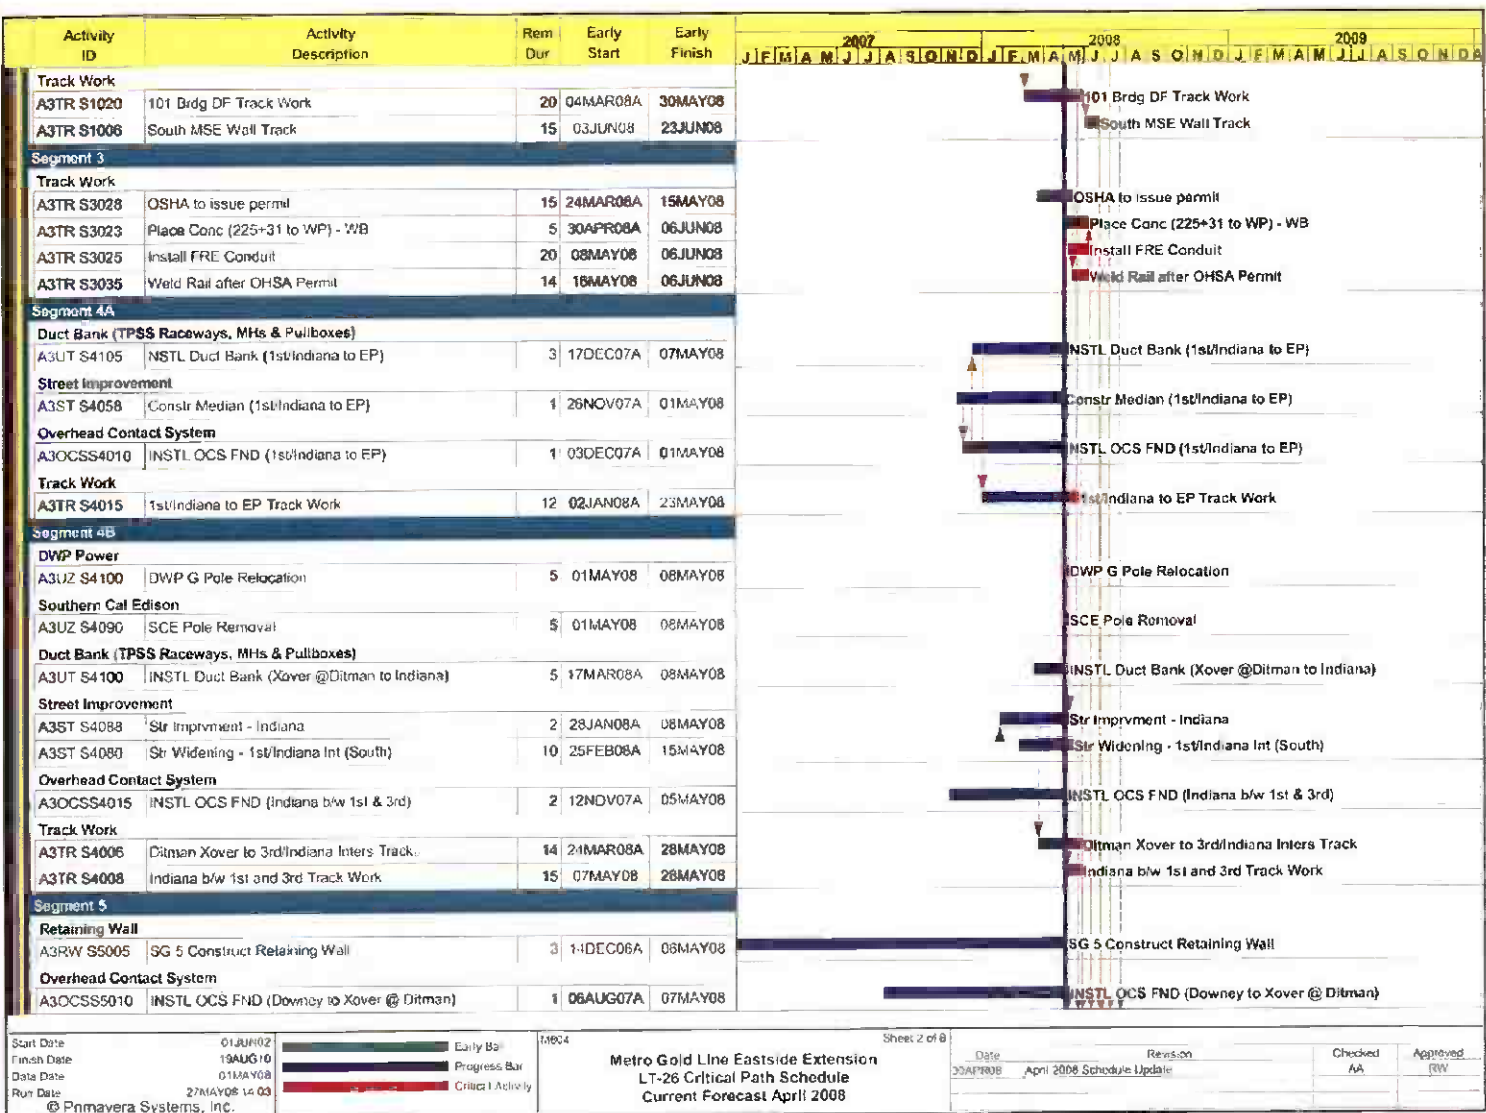 Activity ID Activity Description Rem Dur Early Start Early Finish 2007 2008 2009
J F M A M J J A S O N D J F M A M J J A S O N D J F M A M J J A S O N D
Track Work
A3TR S1020 101 Brdg DF Track Work 20 04MAR08A 30MAY08 101 Brdg DF Track Work
A3TR S1006 South MSE Wall Track 15 03JUN08 23JUN08 South MSE Wall Track
Segment 3
Track Work
A3TR S3028 OSHA to issue permit 15 24MAR08A 15MAY08 OSHA to issue permit
A3TR S3023 Place Conc (225+31 to WP) - WB 5 30APR08A 06JUN08 Place Conc (225+31 to WP) - WB
A3TR S3025 Install FRE Conduit 20 08MAY08 06JUN08 Install FRE Conduit
A3TR S3035 Weld Rail after OHSA Permit 14 16MAY08 06JUN08 Weld Rail after OHSA Permit
Segment 4A
Duct Bank (TPSS Raceways, MHs & Pullboxes)
A3UT S4105 NSTL Duct Bank (1st/Indiana to EP) 3 17DEC07A 07MAY08 NSTL Duct Bank (1st/Indiana to EP)
Street Improvement
A3ST S4058 Constr Median (1st/Indiana to EP) 1 26NOV07A 01MAY08 Constr Median (1st/Indiana to EP)
Overhead Contact System
A3OCSS4010 INSTL OCS FND (1st/Indiana to EP) 1 03DEC07A 01MAY08 INSTL OCS FND (1st/Indiana to EP)
Track Work
A3TR S4015 1st/Indiana to EP Track Work 12 02JAN08A 23MAY08 1st/Indiana to EP Track Work
Segment 4B
DWP Power
A3UZ S4100 DWP G Pole Relocation 5 01MAY08 08MAY08 DWP G Pole Relocation
Southern Cal Edison
A3UZ S4090 SCE Pole Removal 5 01MAY08 08MAY08 SCE Pole Removal
Duct Bank (TPSS Raceways, MHs & Pullboxes)
A3UT S4100 INSTL Duct Bank (Xover @Ditman to Indiana) 5 17MAR08A 08MAY08 INSTL Duct Bank (Xover @Ditman to Indiana)
Street Improvement
A3ST S4088 Str Imprvment - Indiana 2 28JAN08A 08MAY08 Str Imprvment - Indiana
A3ST S4080 Str Widening - 1st/Indiana Int (South) 10 25FEB08A 15MAY08 Str Widening - 1st/Indiana Int (South)
Overhead Contact System
A3OCSS4015 INSTL OCS FND (Indiana b/w 1st & 3rd) 2 12NOV07A 05MAY08 INSTL OCS FND (Indiana b/w 1st & 3rd)
Track Work
A3TR S4006 Ditman Xover to 3rd/Indiana Inters Track 14 24MAR08A 28MAY08 Ditman Xover to 3rd/Indiana Inters Track
A3TR S4008 Indiana b/w 1st and 3rd Track Work 15 07MAY08 28MAY08 Indiana b/w 1st and 3rd Track Work
Segment 5
Retaining Wall
A3RW S5005 SG 5 Construct Retaining Wall 3 14DEC06A 06MAY08 SG 5 Construct Retaining Wall
Overhead Contact System
A3OCSS5010 INSTL OCS FND (Downey to Xover @ Ditman) 1 06AUG07A 07MAY08 INSTL OCS FND (Downey to Xover @ Ditman)
Start Date 01JUN02
Finish Date 19AUG10
Data Date 01MAY08
Run Date 27MAY08 14:03
© Primavera Systems, Inc.
Early Bar
Progress Bar
Critical Activity
Sheet 2 of 8
Metro Gold Line Eastside Extension
LT-26 Critical Path Schedule
Current Forecast April 2008
Date Revision Checked Approved
30APR08 April 2008 Schedule Update AA RW